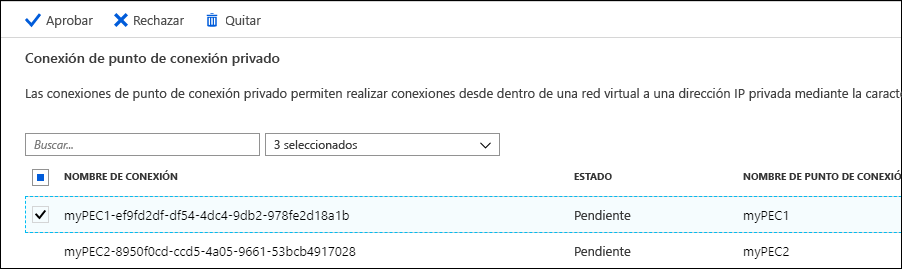 Aprobar Rechazar Quitar
Conexión de punto de conexión privado
Las conexiones de punto de conexión privado permiten realizar conexiones desde dentro de una red virtual a una dirección IP privada mediante la caracte
Buscar... 3 seleccionados
NOMBRE DE CONEXIÓN ESTADO NOMBRE DE PUNTO DE CONEXIÓ
myPEC1-ef9fd2df-df54-4dc4-9db2-978fe2d18a1b Pendiente myPEC1
myPEC2-8950f0cd-ccd5-4a05-9661-53bcb4917028 Pendiente myPEC2